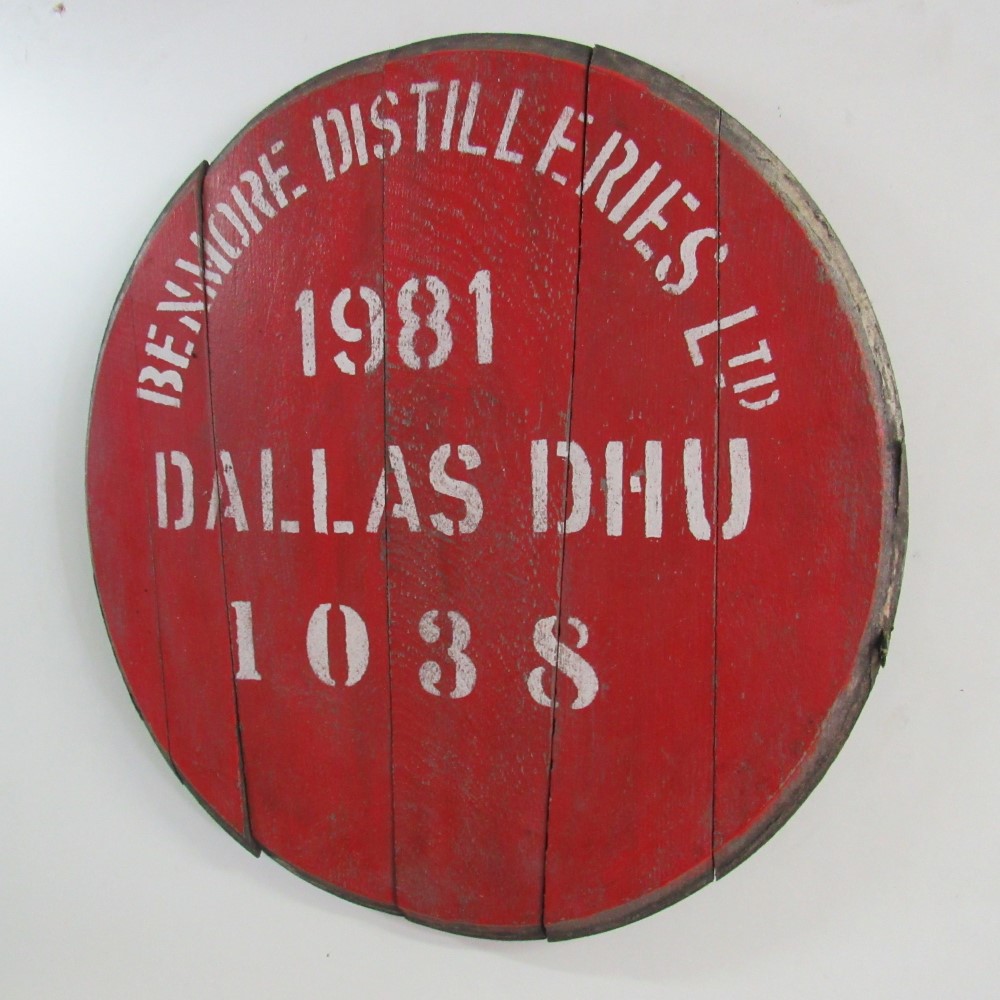 BENMORE DISTILLERIES LTD
1981
DALLAS DHU
1038